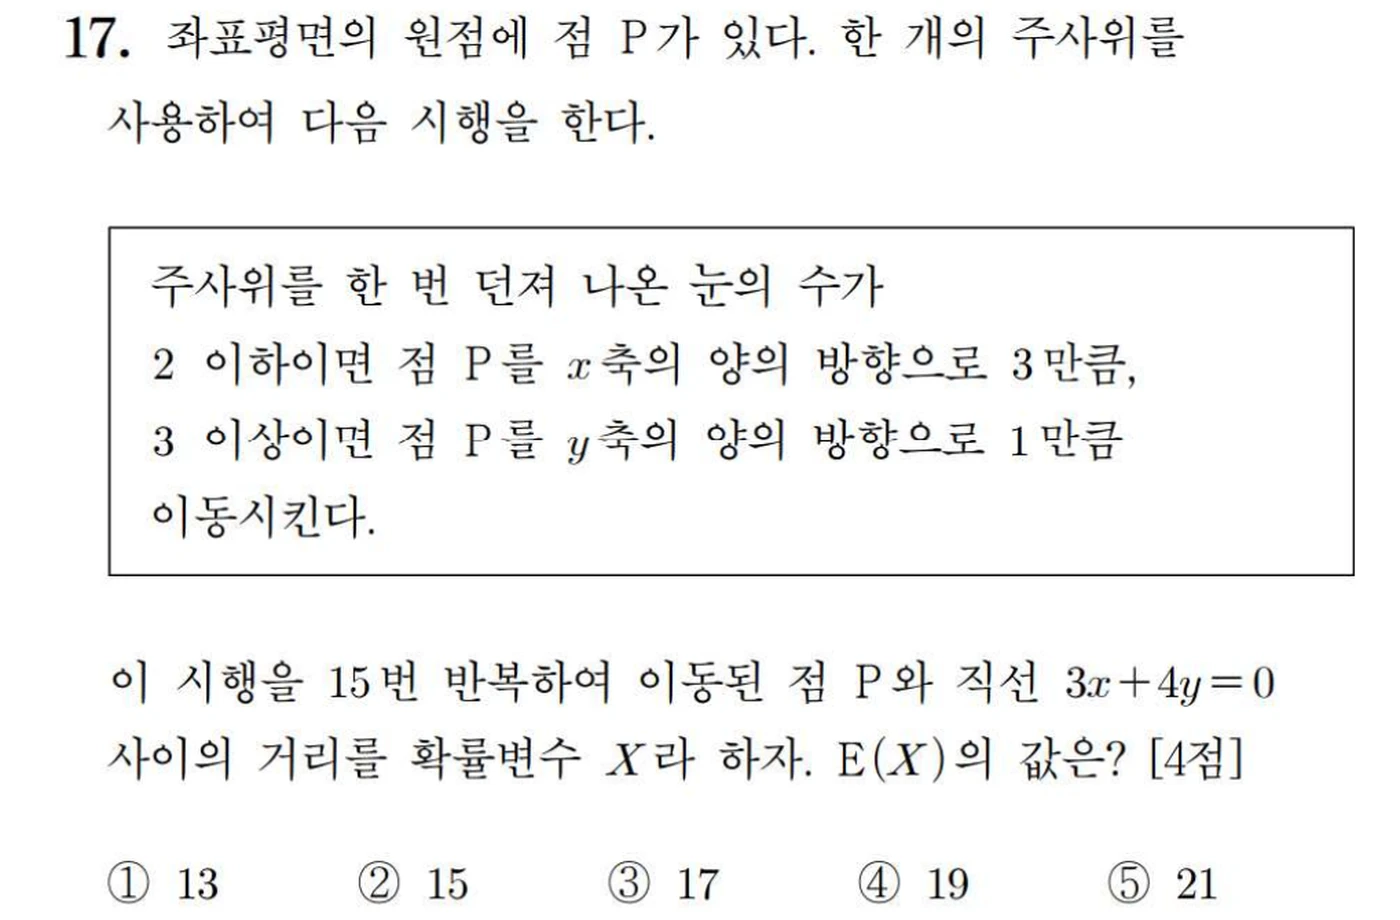 17. 좌표평면의 원점에 점 P가 있다. 한 개의 주사위를
사용하여 다음 시행을 한다.
주사위를 한 번 던져 나온 눈의 수가
2 이하이면 점 P를 x축의 양의 방향으로 3만큼,
3 이상이면 점 P를 y축의 양의 방향으로 1만큼
이동시킨다.
이 시행을 15번 반복하여 이동된 점 P와 직선 3x+4y=0
사이의 거리를 확률변수 X라 하자. E(X)의 값은? [4점]
① 13 ② 15 ③ 17 ④ 19 ⑤ 21